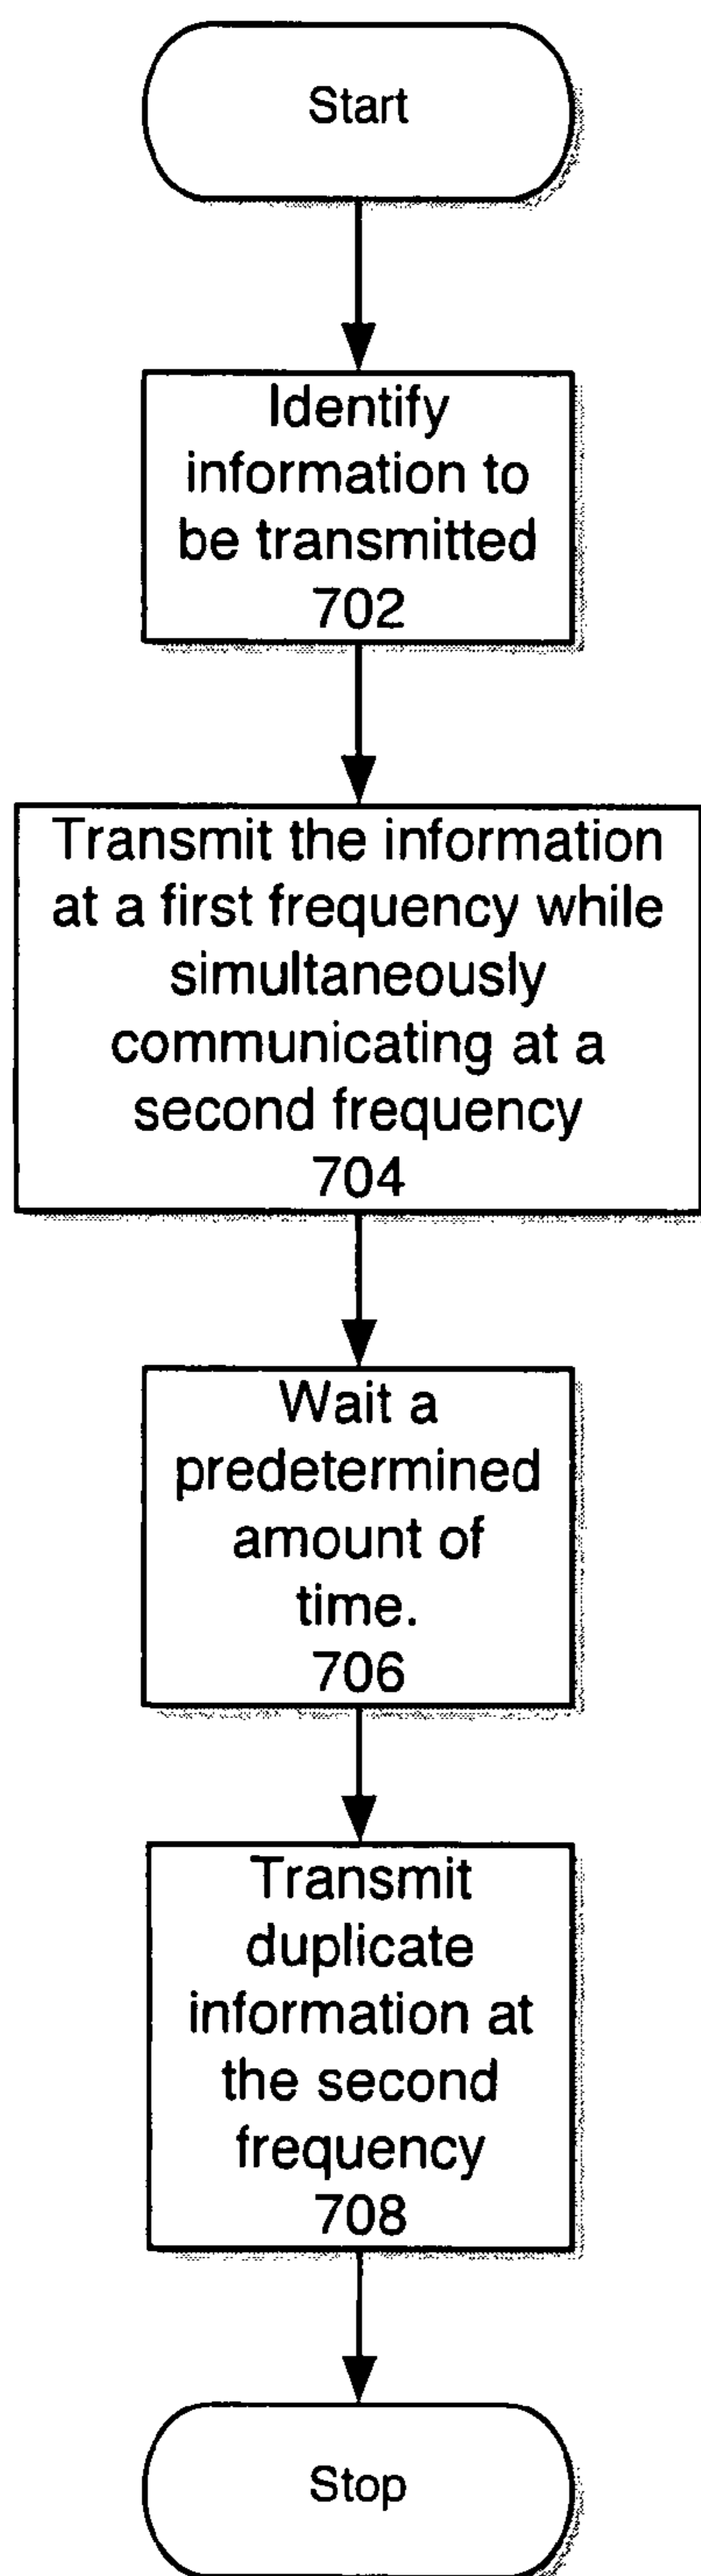 Start
Identify
information to
be transmitted
702
Transmit the information
at a first frequency while
simultaneously
communicating at a
second frequency
704
Wait a
predetermined
amount of
time.
706
Transmit
duplicate
information at
the second
frequency
708
Stop